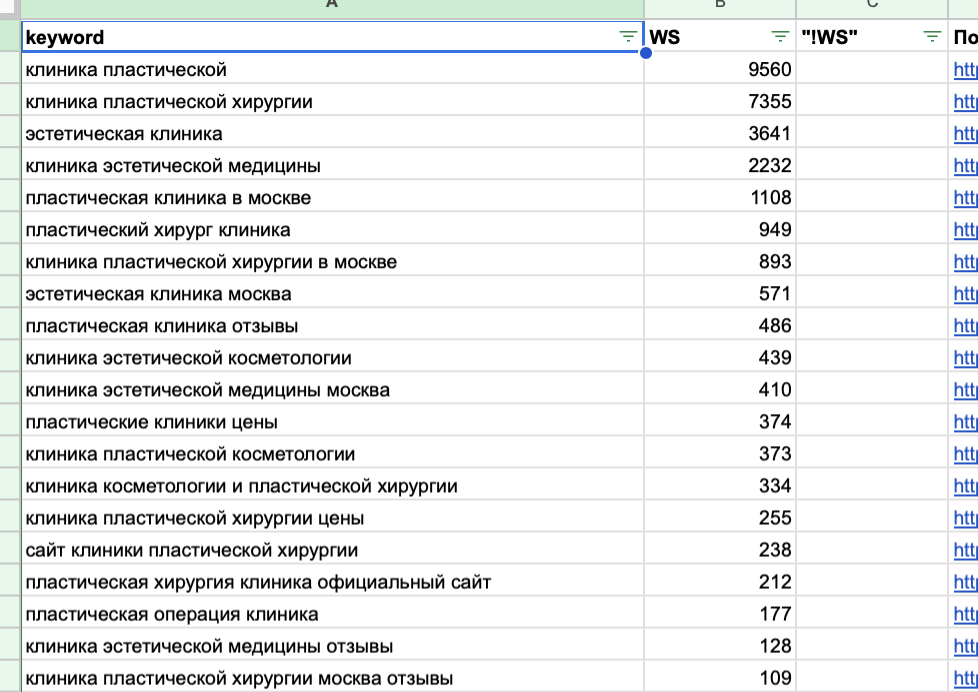 A B C
keyword WS "!WS" По
клиника пластической 9560 htt
клиника пластической хирургии 7355 htt
эстетическая клиника 3641 htt
клиника эстетической медицины 2232 htt
пластическая клиника в москве 1108 htt
пластический хирург клиника 949 htt
клиника пластической хирургии в москве 893 htt
эстетическая клиника москва 571 htt
пластическая клиника отзывы 486 htt
клиника эстетической косметологии 439 htt
клиника эстетической медицины москва 410 htt
пластические клиники цены 374 htt
клиника пластической косметологии 373 htt
клиника косметологии и пластической хирургии 334 htt
клиника пластической хирургии цены 255 htt
сайт клиники пластической хирургии 238 htt
пластическая хирургия клиника официальный сайт 212 htt
пластическая операция клиника 177 htt
клиника эстетической медицины отзывы 128 htt
клиника пластической хирургии москва отзывы 109 htt